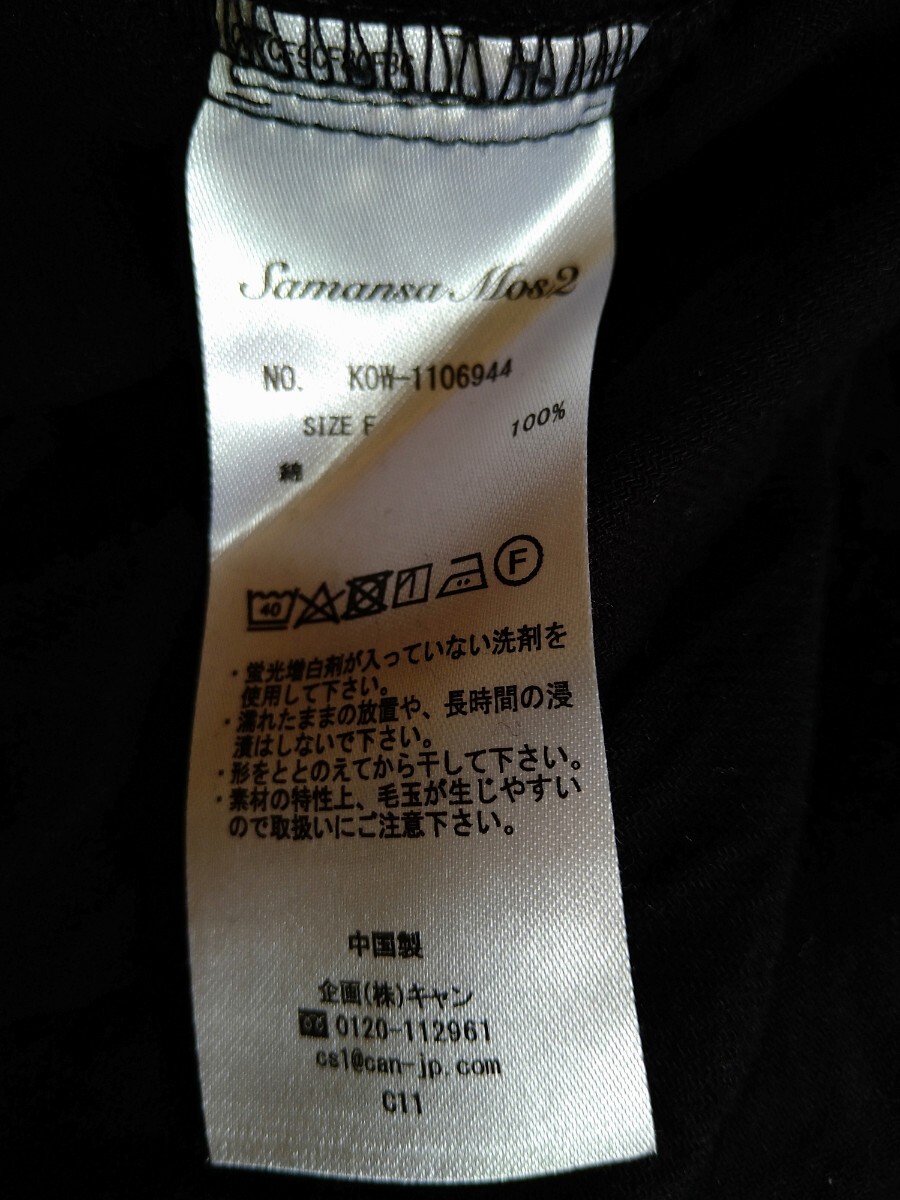 Samansa Mos2
NO. KOW-1106944
SIZE F
綿 100%
40 F
・蛍光増白剤が入っていない洗剤を
使用して下さい。
・濡れたままの放置や、長時間の浸
漬はしないで下さい。
・形をととのえてから干して下さい。
・素材の特性上、毛玉が生じやすい
ので取扱いにご注意下さい。
中国製
企画(株)キャン
0120-112961
cs1@can-jp.com
C11